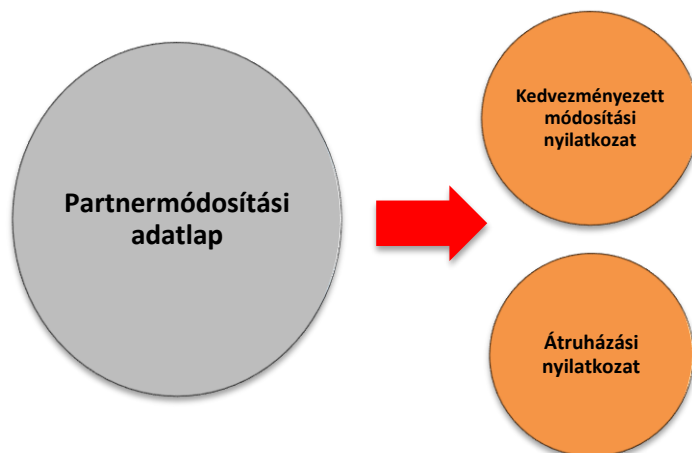 Partnermódosítási
adatlap
Kedvezményezett
módosítási
nyilatkozat
Átruházási
nyilatkozat